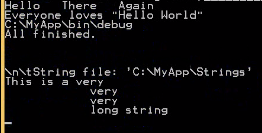 Hello   There   Again
Everyone loves "Hello World"
C:\MyApp\bin\debug
All finished.
\n\tString file: 'C:\MyApp\Strings'
This is a very
very
very
long string